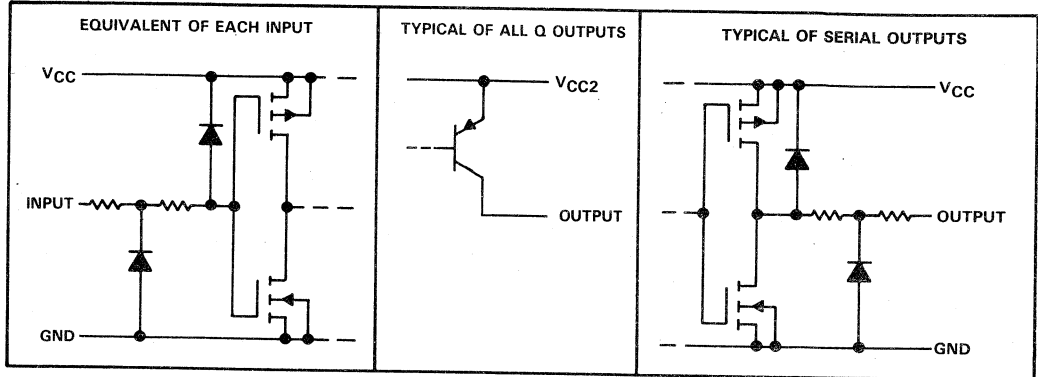 EQUIVALENT OF EACH INPUT
VCC
INPUT
GND
TYPICAL OF ALL Q OUTPUTS
VCC2
OUTPUT
TYPICAL OF SERIAL OUTPUTS
VCC
OUTPUT
GND